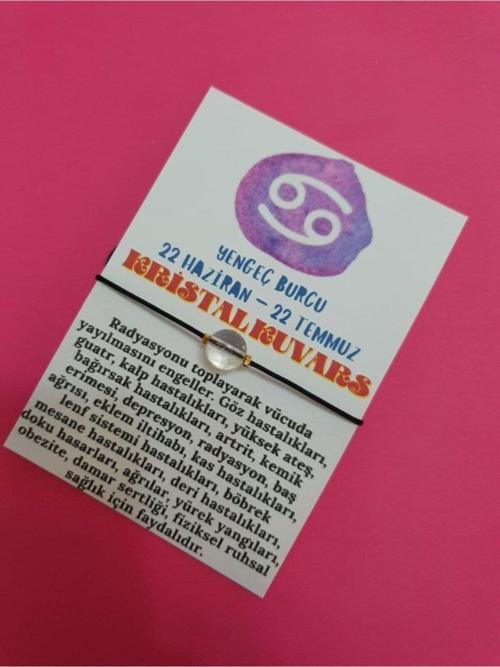 YENGEÇ BURCU
22 HAZİRAN – 22 TEMMUZ
KRİSTAL KUVARS
Radyasyonu toplayarak vücuda
yayılmasını engeller. Göz hastalıkları,
guatr, kalp hastalıkları, yüksek ateş,
bağırsak hastalıkları, artrit, kemik
erimesi, depresyon, radyasyon, baş
ağrısı, eklem iltihabı, kas hastalıkları,
lenf sistemi hastalıkları, böbrek
mesane hastalıkları, deri hastalıkları,
doku hasarları, ağrılar, yürek yangıları,
obezite, damar sertliği, fiziksel ruhsal
sağlık için faydalıdır.